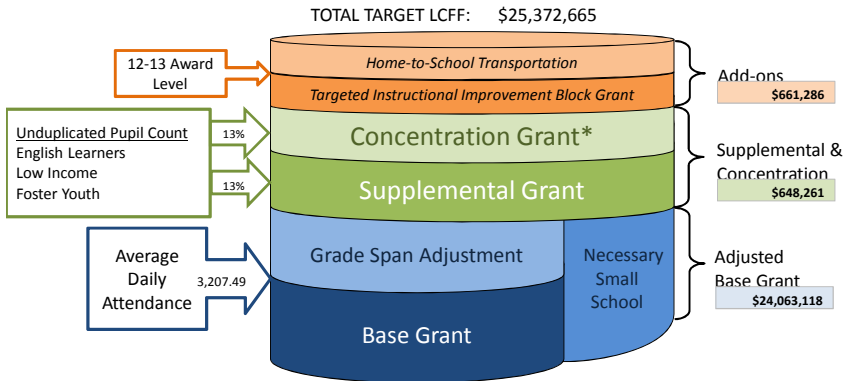 TOTAL TARGET LCFF: $25,372,665
12-13 Award
Level
Home-to-School Transportation
Targeted Instructional Improvement Block Grant
Add-ons
$661,286
Unduplicated Pupil Count
English Learners
Low Income
Foster Youth
13%
13%
Concentration Grant*
Supplemental Grant
Supplemental &
Concentration
$648,261
Average
Daily
Attendance
3,207.49
Grade Span Adjustment
Base Grant
Necessary
Small
School
Adjusted
Base Grant
$24,063,118